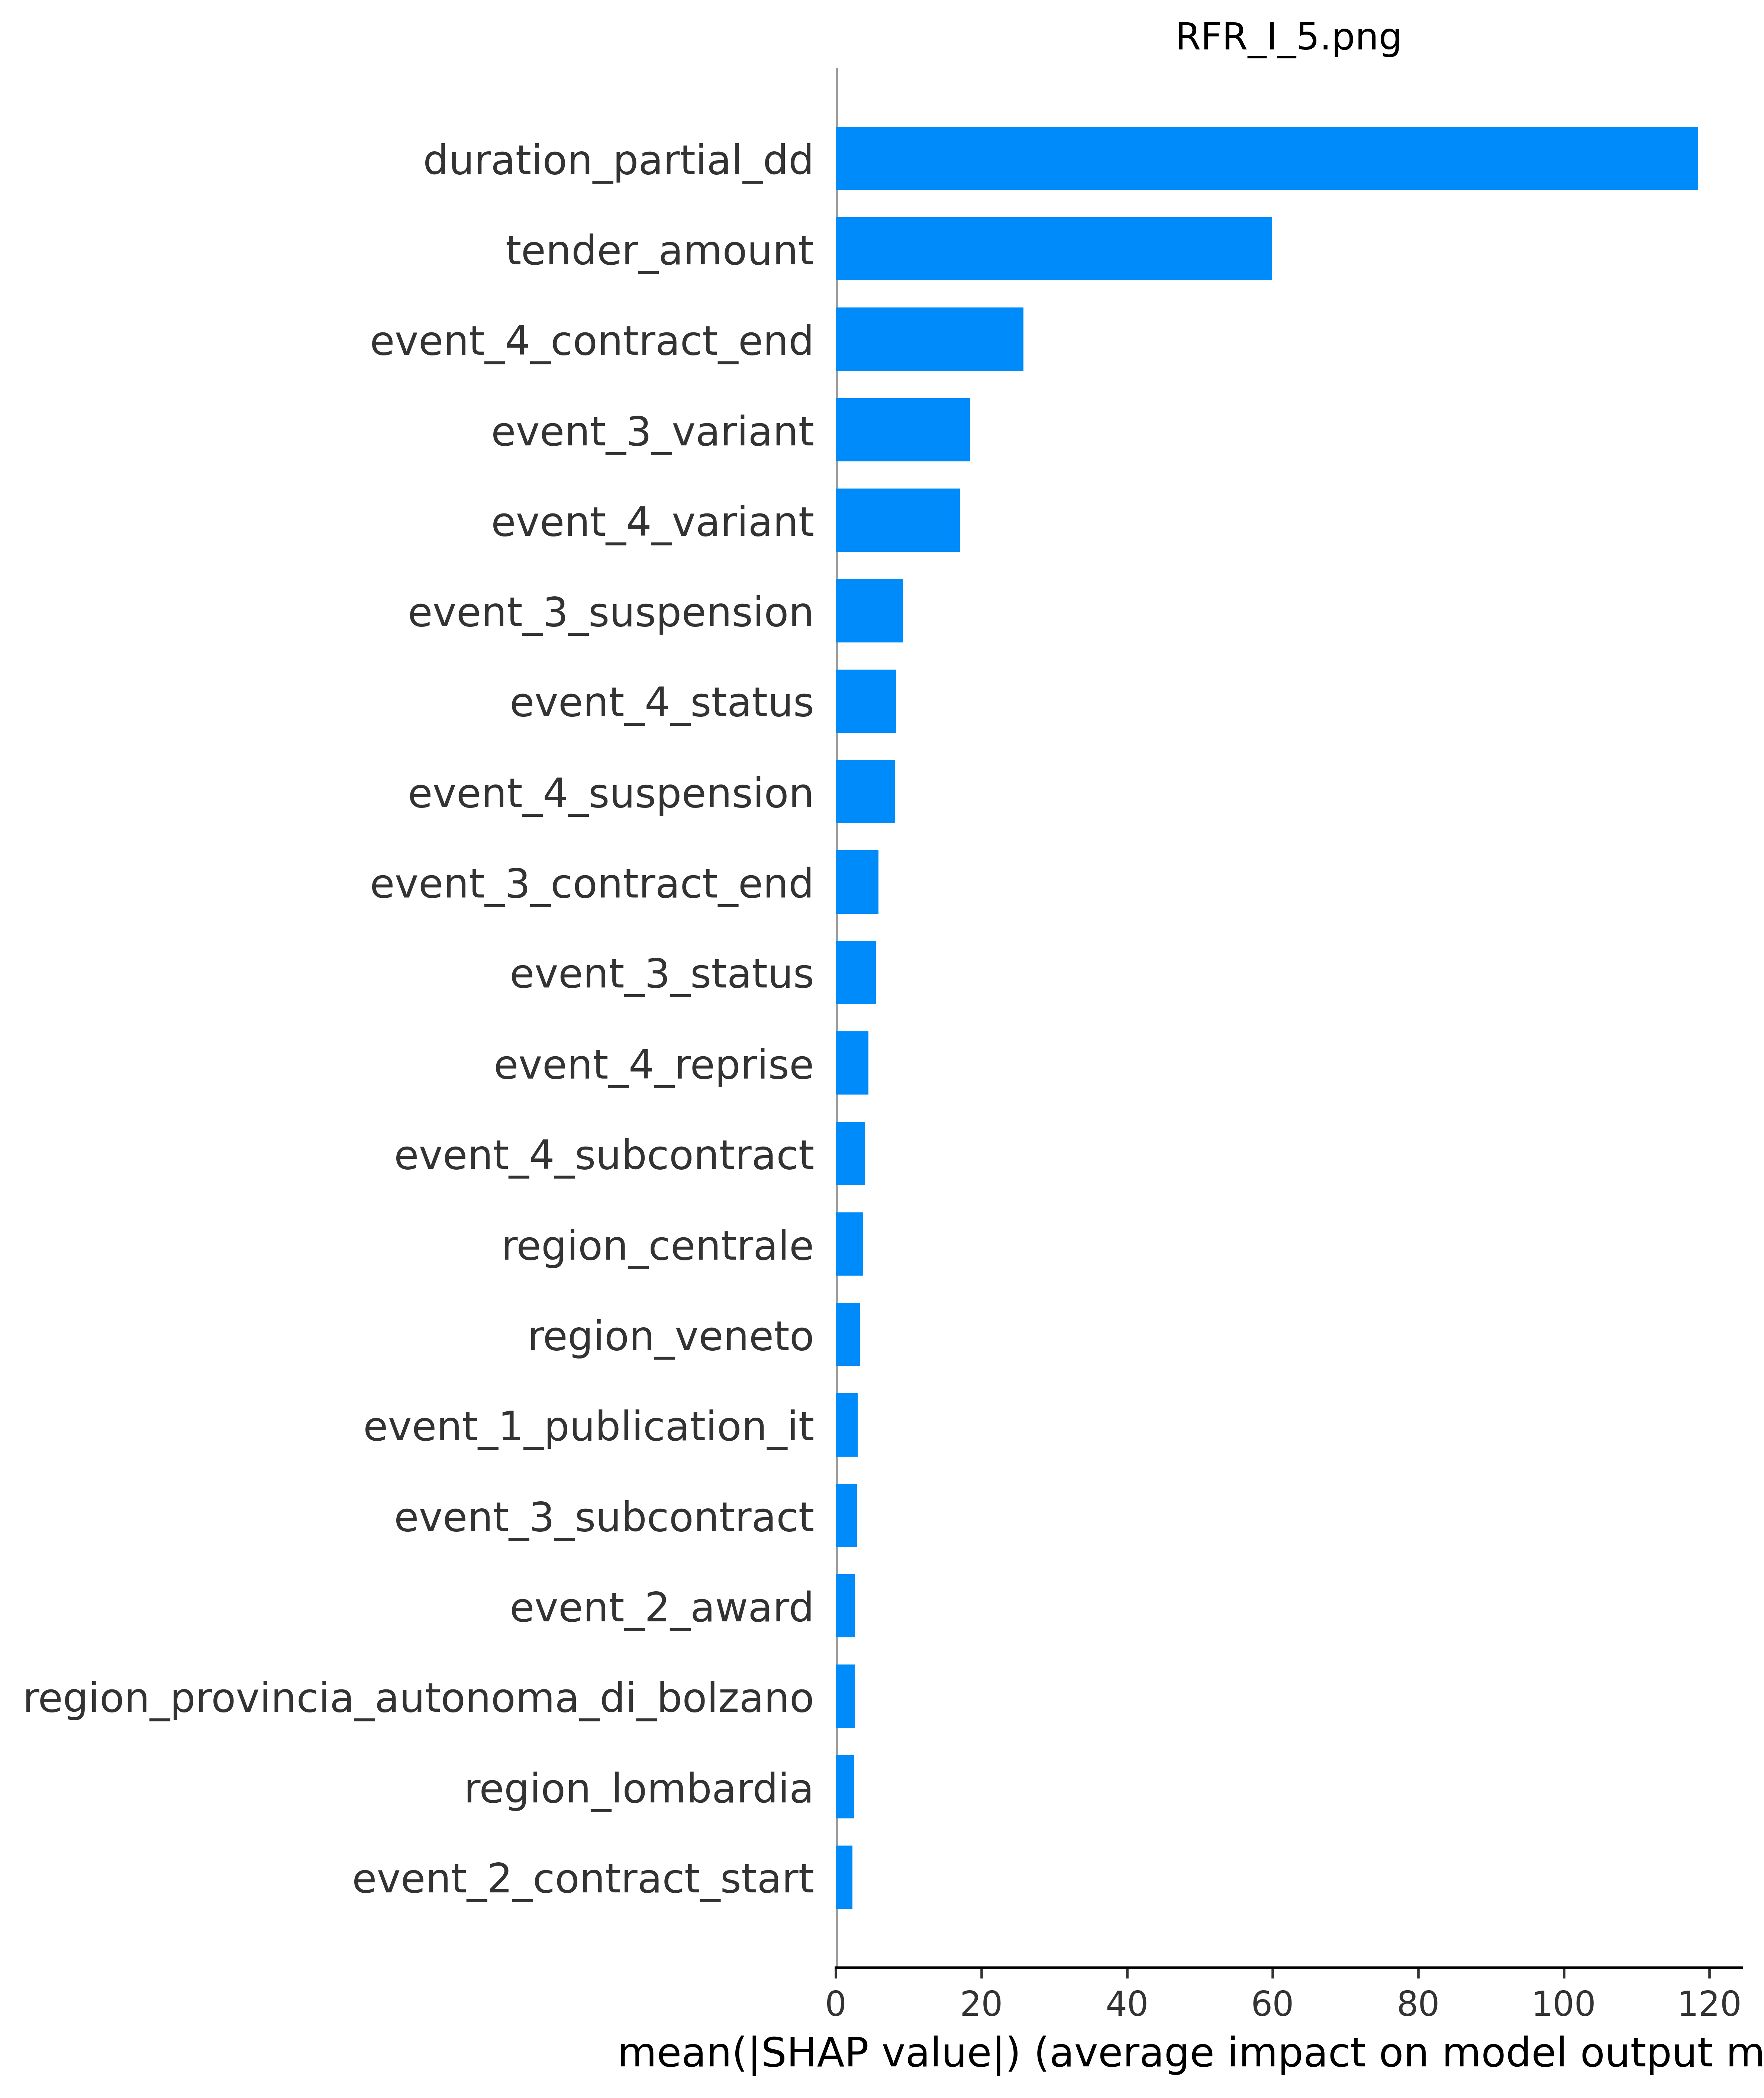 RFR_I_5.png
duration_partial_dd
tender_amount
event_4_contract_end
event_3_variant
event_4_variant
event_3_suspension
event_4_status
event_4_suspension
event_3_contract_end
event_3_status
event_4_reprise
event_4_subcontract
region_centrale
region_veneto
event_1_publication_it
event_3_subcontract
event_2_award
region_provincia_autonoma_di_bolzano
region_lombardia
event_2_contract_start
0 20 40 60 80 100 120
mean(|SHAP value|) (average impact on model output m